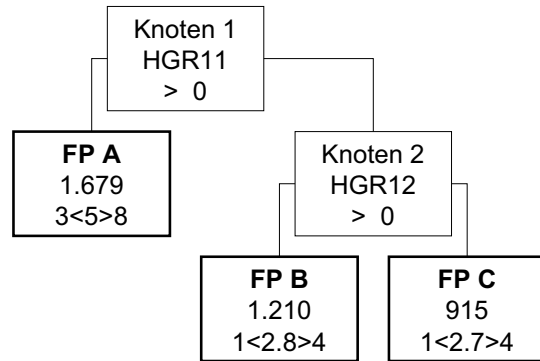 Knoten 1
HGR11
> 0
FP A
1.679
3<5>8
Knoten 2
HGR12
> 0
FP B
1.210
1<2.8>4
FP C
915
1<2.7>4